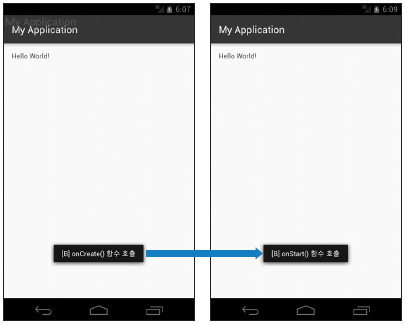 6:07
My Application
My Application
Hello World!
[B] onCreate() 함수 호출
6:09
My Application
Hello World!
[B] onStart() 함수 호출